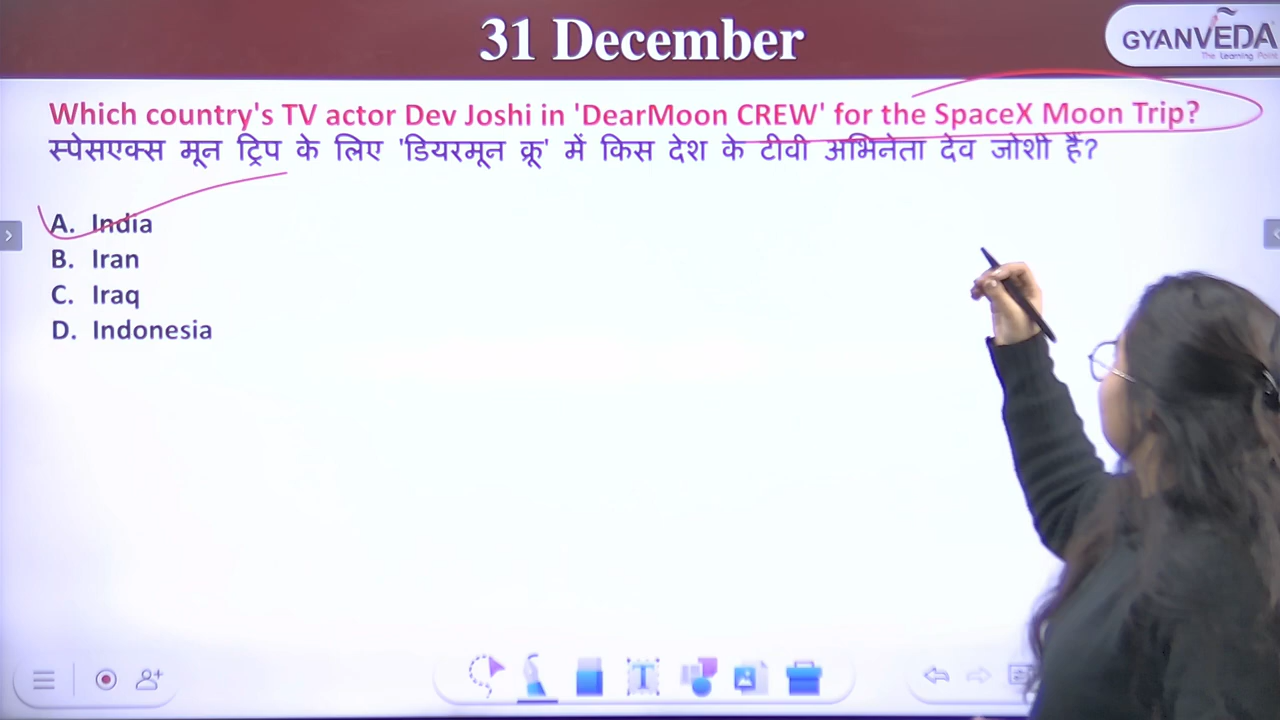 31 December
GYANVEDA
The Learning Point
Which country's TV actor Dev Joshi in 'DearMoon CREW' for the SpaceX Moon Trip?
स्पेसएक्स मून ट्रिप के लिए 'डियरमून क्रू' में किस देश के टीवी अभिनेता देव जोशी हैं?
A. India
B. Iran
C. Iraq
D. Indonesia
T